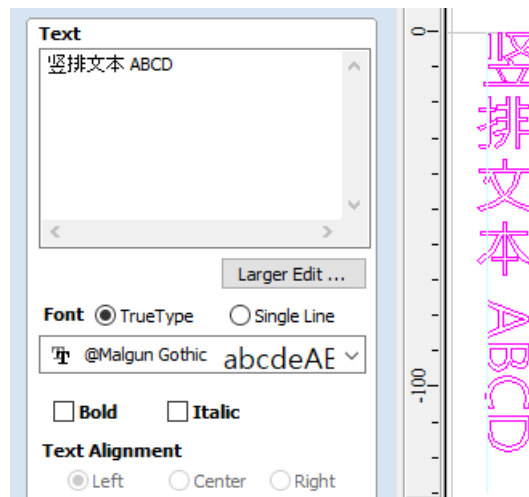 Text
竖排文本 ABCD
Larger Edit ...
Font TrueType Single Line
@Malgun Gothic abcdeAE
Bold Italic
Text Alignment
Left Center Right
0
-100
竖排文本 ABCD